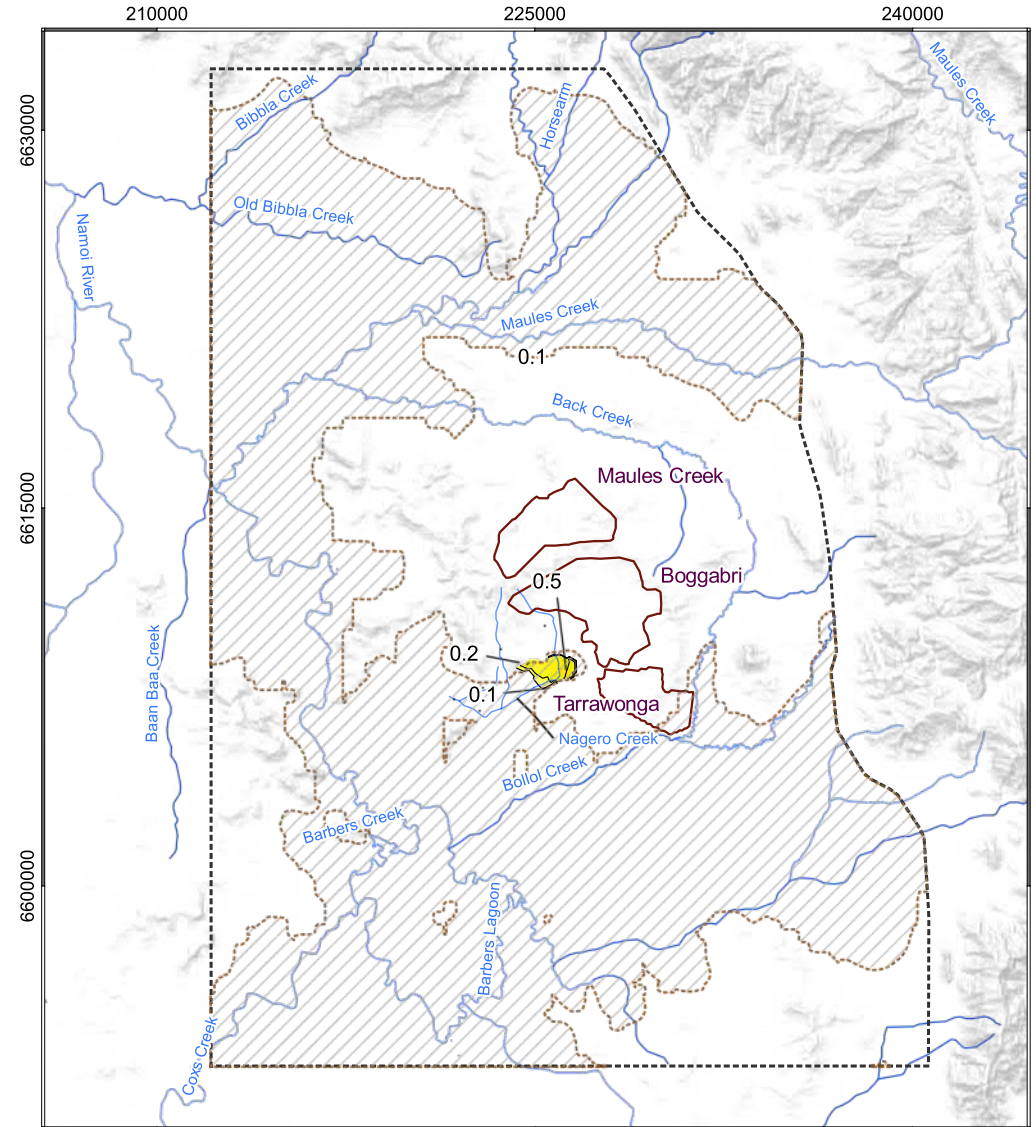 210000
225000
240000
6630000
6615000
6600000
Bibbla Creek
Horsearm
Maules Creek
Old Bibbla Creek
Namoi River
Maules Creek
0.1
Back Creek
Maules Creek
0.5
Boggabri
0.2
0.1
Tarrawonga
Baan Baa Creek
Nagero Creek
Bollol Creek
Barbers Creek
Barbers Lagoon
Coxs Creek